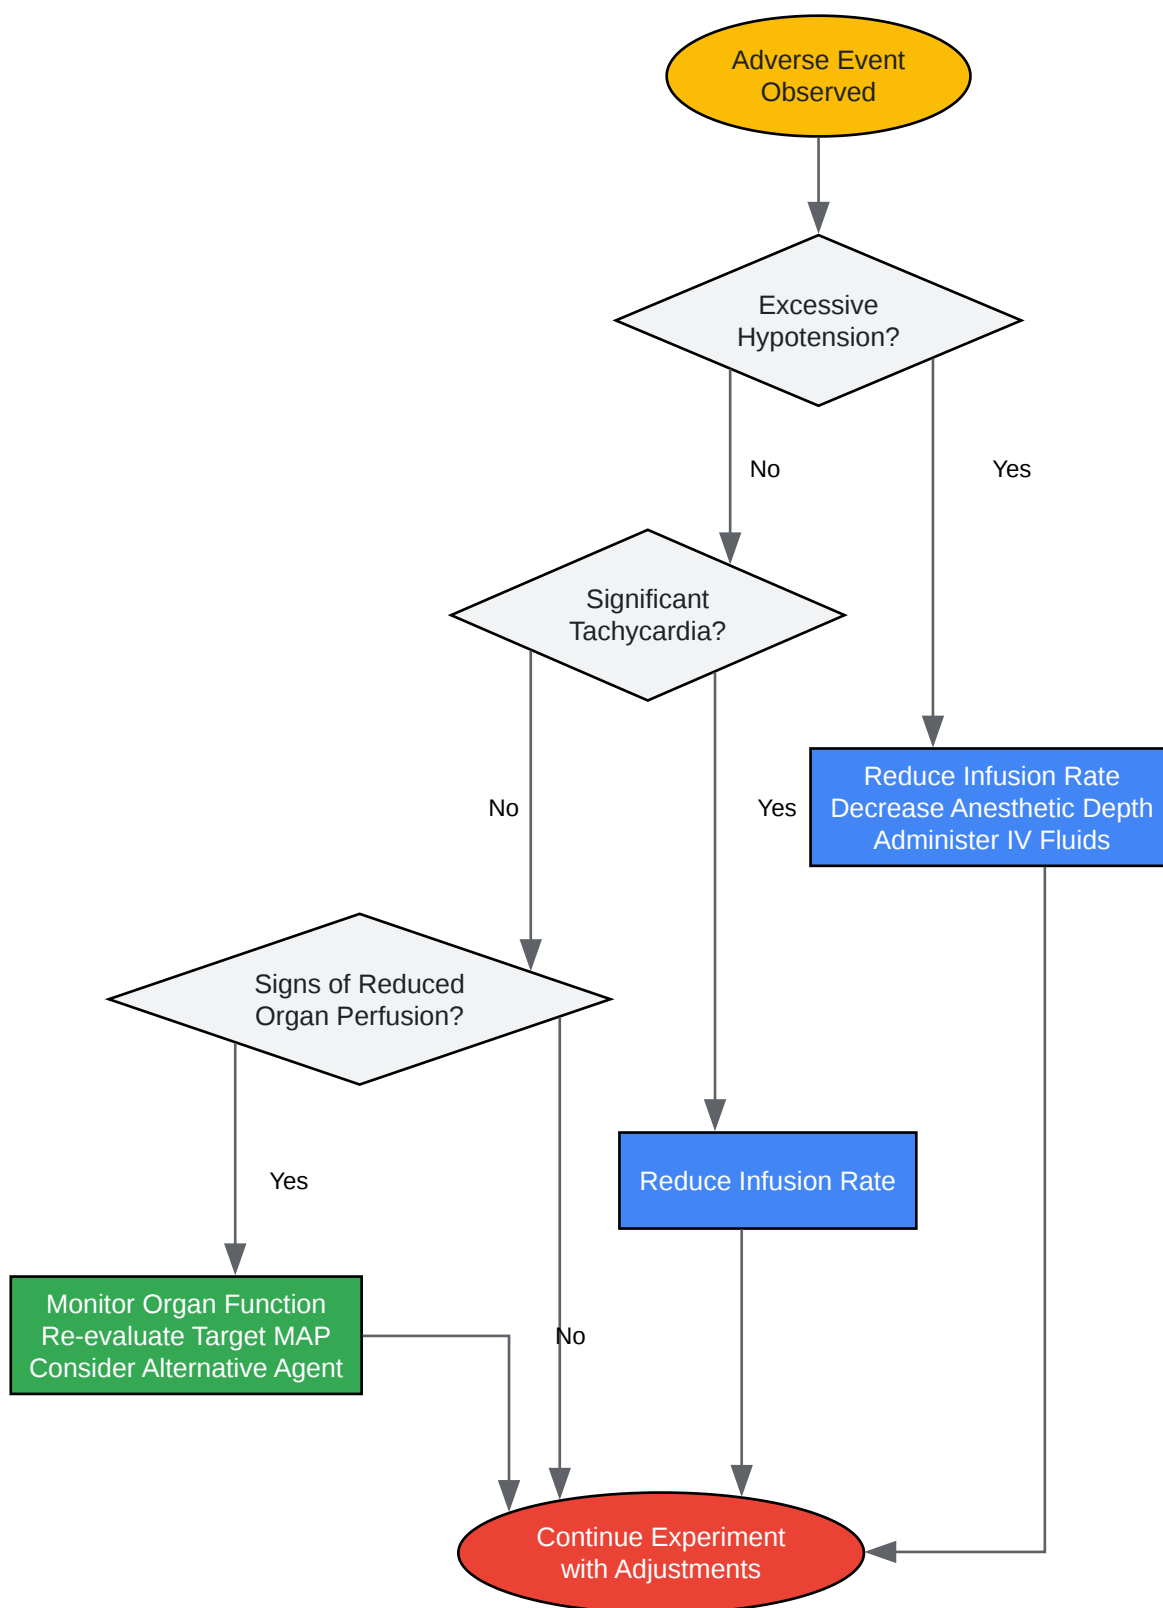 Adverse Event
Observed
Excessive
Hypotension?
No
Yes
Significant
Tachycardia?
No
Yes
Reduce Infusion Rate
Decrease Anesthetic Depth
Administer IV Fluids
Signs of Reduced
Organ Perfusion?
Yes
Reduce Infusion Rate
Monitor Organ Function
Re-evaluate Target MAP
Consider Alternative Agent
No
Continue Experiment
with Adjustments